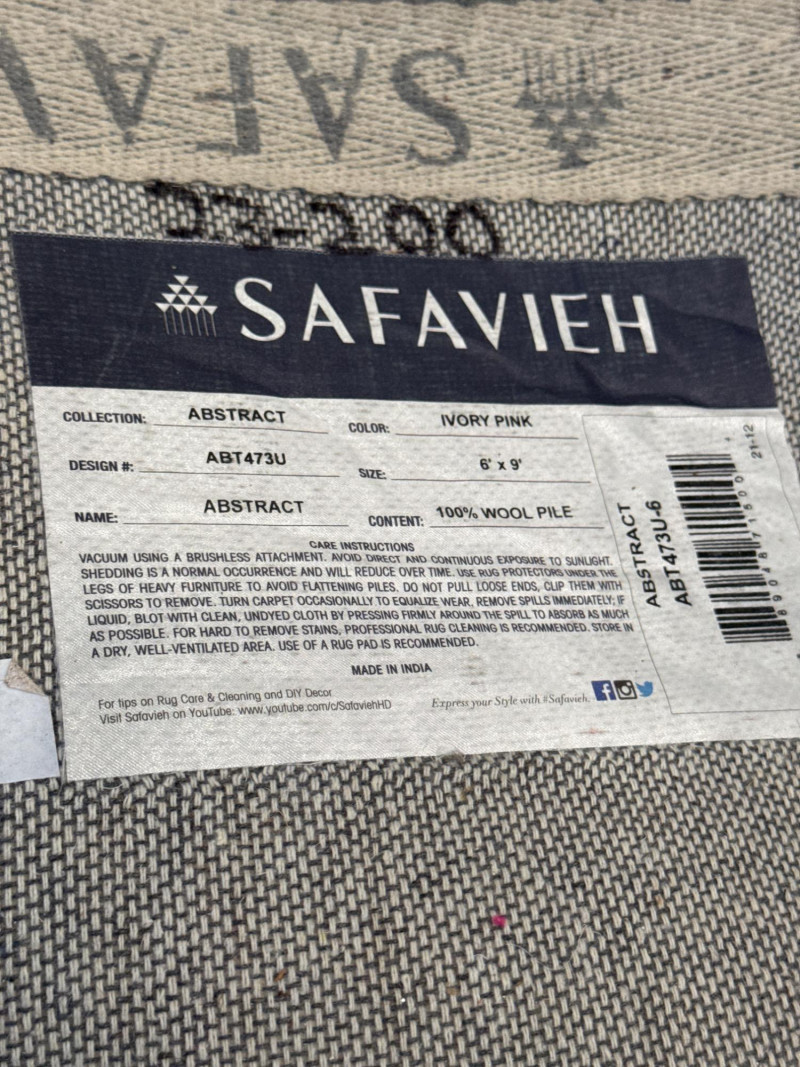 SAFAV
23-200
SAFAVIEH
COLLECTION: ABSTRACT
COLOR: IVORY PINK
DESIGN #: ABT473U
SIZE: 6' x 9'
NAME: ABSTRACT
CONTENT: 100% WOOL PILE
CARE INSTRUCTIONS
VACUUM USING A BRUSHLESS ATTACHMENT. AVOID DIRECT AND CONTINUOUS EXPOSURE TO SUNLIGHT.
SHEDDING IS A NORMAL OCCURRENCE AND WILL REDUCE OVER TIME. USE RUG PROTECTORS UNDER THE
LEGS OF HEAVY FURNITURE TO AVOID FLATTENING PILES. DO NOT PULL LOOSE ENDS, CLIP THEM WITH
SCISSORS TO REMOVE. TURN CARPET OCCASIONALLY TO EQUALIZE WEAR, REMOVE SPILLS IMMEDIATELY; IF
LIQUID, BLOT WITH CLEAN, UNDYED CLOTH BY PRESSING FIRMLY AROUND THE SPILL TO ABSORB AS MUCH
AS POSSIBLE. FOR HARD TO REMOVE STAINS, PROFESSIONAL RUG CLEANING IS RECOMMENDED. STORE IN
A DRY, WELL-VENTILATED AREA. USE OF A RUG PAD IS RECOMMENDED.
MADE IN INDIA
For tips on Rug Care & Cleaning and DIY Decor
Visit Safavieh on YouTube: www.youtube.com/c/SafaviehHD
Express your Style with #Safavieh.
ABSTRACT
ABT473U-6
21-12